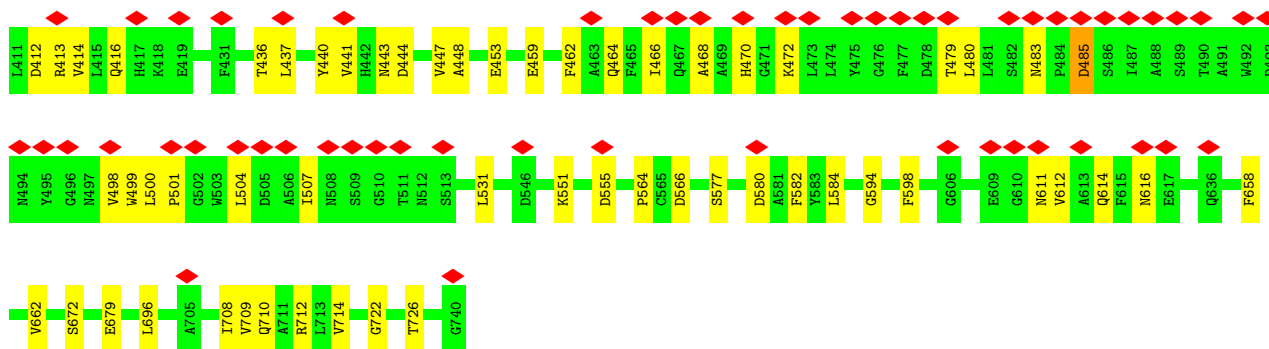 L411 D412 R413 V414 L415 Q416 H417 K418 E419 F431 T436 L437 Y440 V441 H442 N443 D444 V447 A448 E453 E459 F462 A463 Q464 F465 I466 Q467 A468 A469 H470 G471 K472 L473 L474 Y475 G476 F477 D478 T479 L480 L481 S482 N483 P484 D485 S486 I487 A488 S489 T490 A491 W492
N494 Y495 G496 N497 V498 W499 L500 P501 G502 W503 L504 D505 A506 I507 N508 S509 G510 T511 N512 S513 L531 D546 K551 D555 P564 C565 D566 S577 D580 A581 F582 Y583 L584 G594 F598 G606 E609 G610 N611 V612 A613 Q614 F615 N616 E617 Q636 F658
V662 S672 E679 L696 A705 I708 V709 Q710 A711 R712 L713 V714 G722 T726 G740